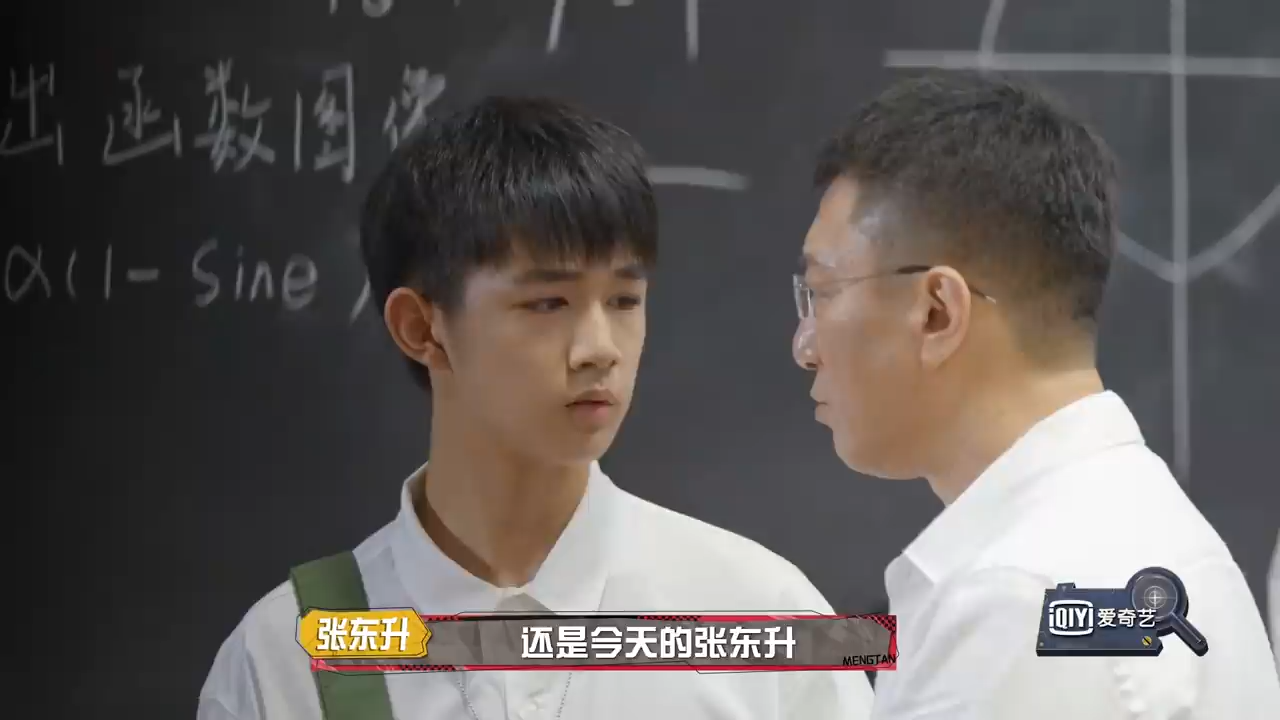 出函数图像
α(1-Sinθ)
张东升
还是今天的张东升
MENGTAN
iQIYI 爱奇艺